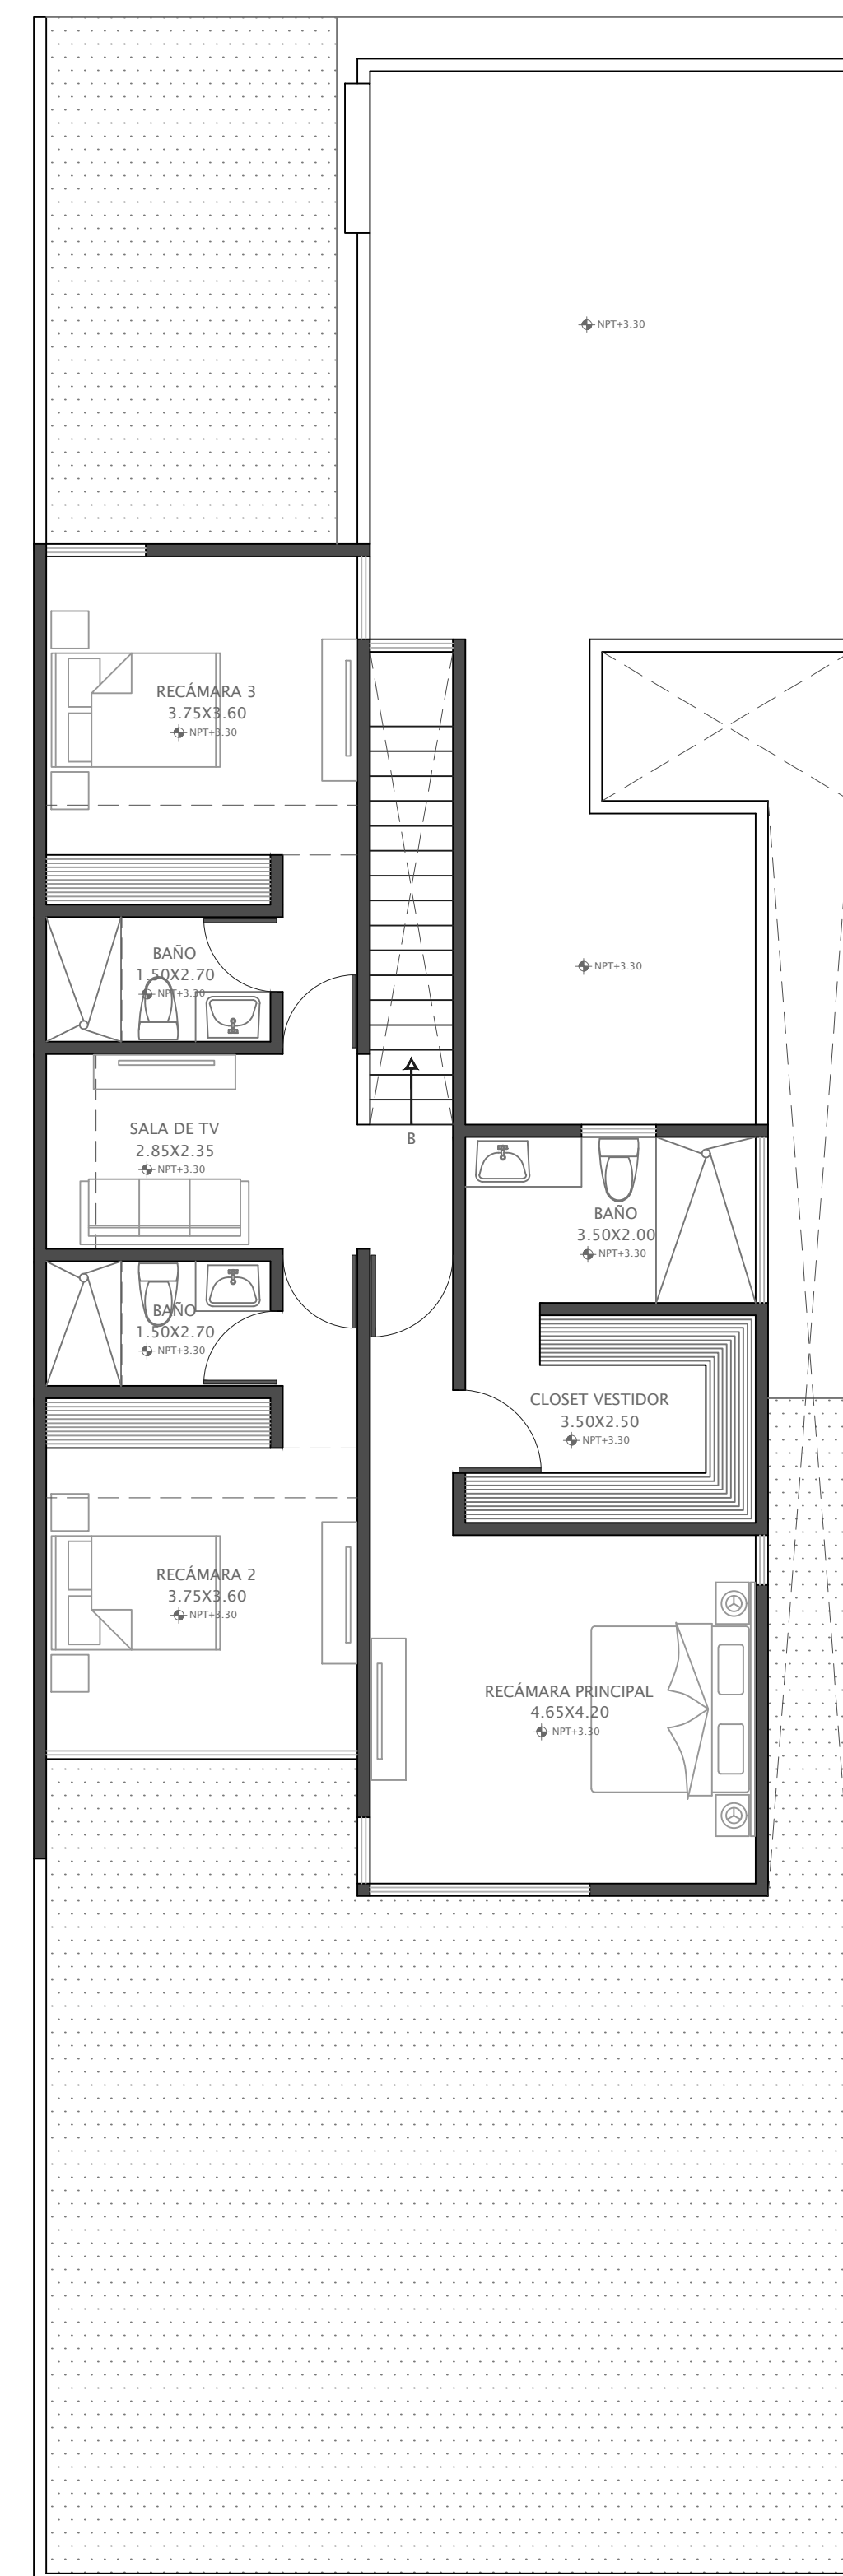 NPT+3.30
RECÁMARA 3
3.75X3.60
NPT+3.30
BAÑO
1.50X2.70
NPT+3.30
NPT+3.30
SALA DE TV
2.85X2.35
NPT+3.30
B
BAÑO
3.50X2.00
NPT+3.30
BAÑO
1.50X2.70
NPT+3.30
CLOSET VESTIDOR
3.50X2.50
NPT+3.30
RECÁMARA 2
3.75X3.60
NPT+3.30
RECÁMARA PRINCIPAL
4.65X4.20
NPT+3.30